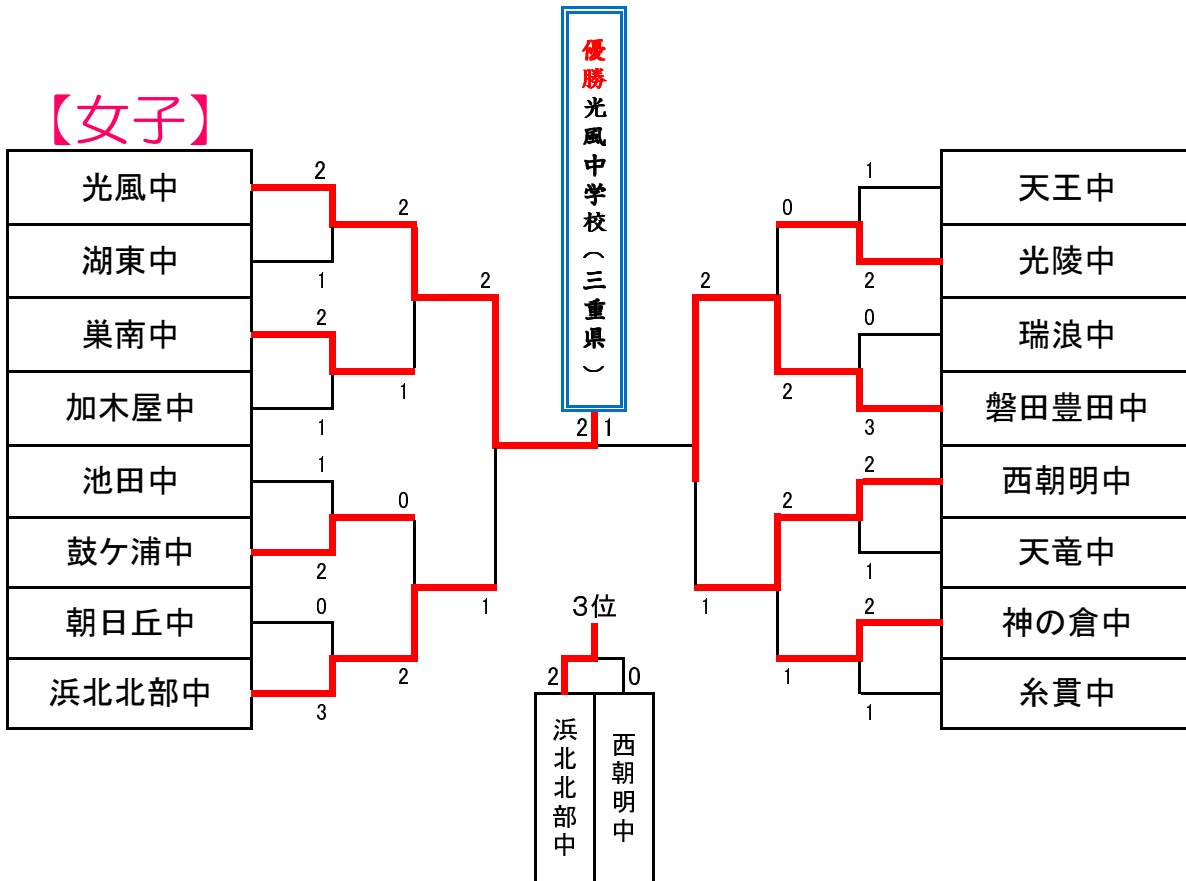 優勝光風中学校(三重県)
【女子】
光風中
湖東中
巣南中
加木屋中
池田中
鼓ケ浦中
朝日丘中
浜北北部中
2
1
2
1
1
2
0
3
2
1
0
2
2
1
2 1
2
1
0
2
2
1
1
2
0
3
2
1
2
1
天王中
光陵中
瑞浪中
磐田豊田中
西朝明中
天竜中
神の倉中
糸貫中
3位
2 0
浜北北部中
西朝明中